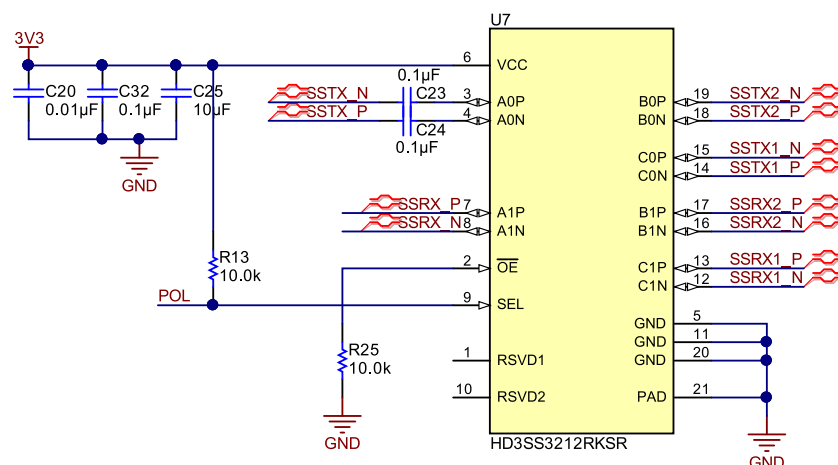 U7
3V3
6 VCC
C20
0.01µF
C32
0.1µF
C25
10µF
GND
0.1µF
C23
SSTX_N 3 A0P
SSTX_P 4 A0N
C24
0.1µF
B0P 19 SSTX2_N
B0N 18 SSTX2_P
C0P 15 SSTX1_N
C0N 14 SSTX1_P
SSRX_P 7 A1P
SSRX_N 8 A1N
B1P 17 SSRX2_P
B1N 16 SSRX2_N
R13
10.0k
2 OE
C1P 13 SSRX1_P
C1N 12 SSRX1_N
POL
9 SEL
GND 5
GND 11
GND 20
R25
10.0k
1 RSVD1
10 RSVD2
PAD 21
GND
HD3SS3212RKSR
GND